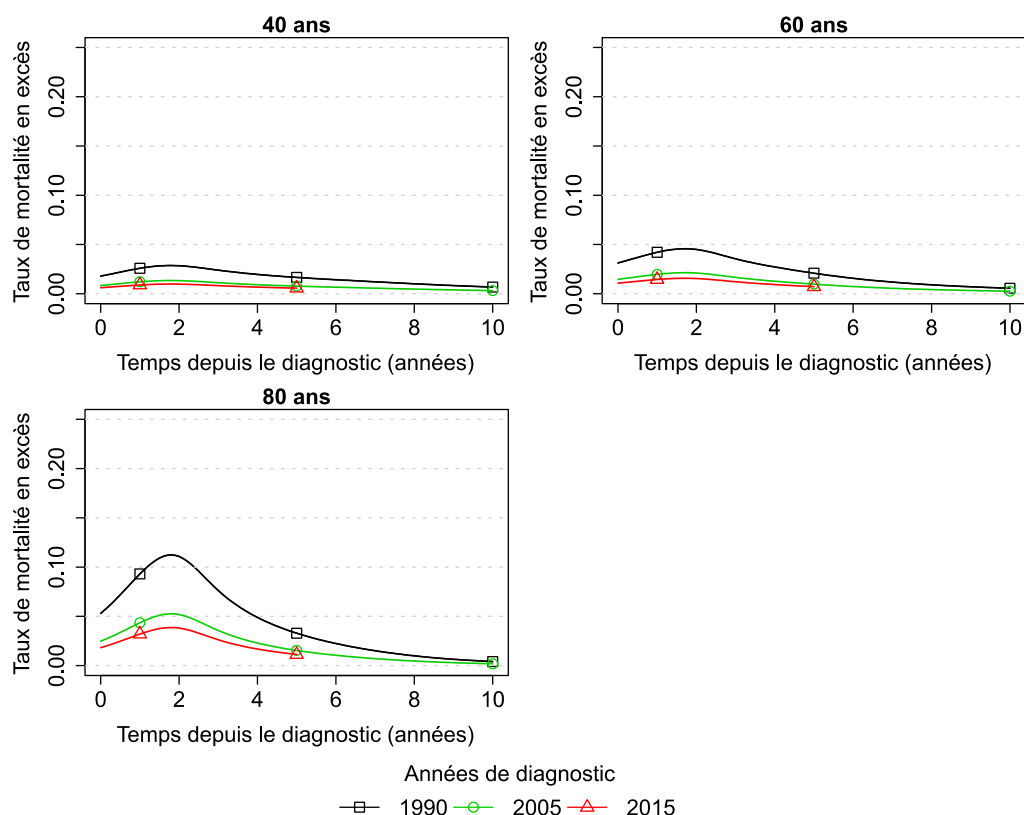 40 ans
Taux de mortalité en excès
0.00 0.10 0.20
0 2 4 6 8 10
Temps depuis le diagnostic (années)
60 ans
Taux de mortalité en excès
0.00 0.10 0.20
0 2 4 6 8 10
Temps depuis le diagnostic (années)
80 ans
Taux de mortalité en excès
0.00 0.10 0.20
0 2 4 6 8 10
Temps depuis le diagnostic (années)
Années de diagnostic
1990 2005 2015